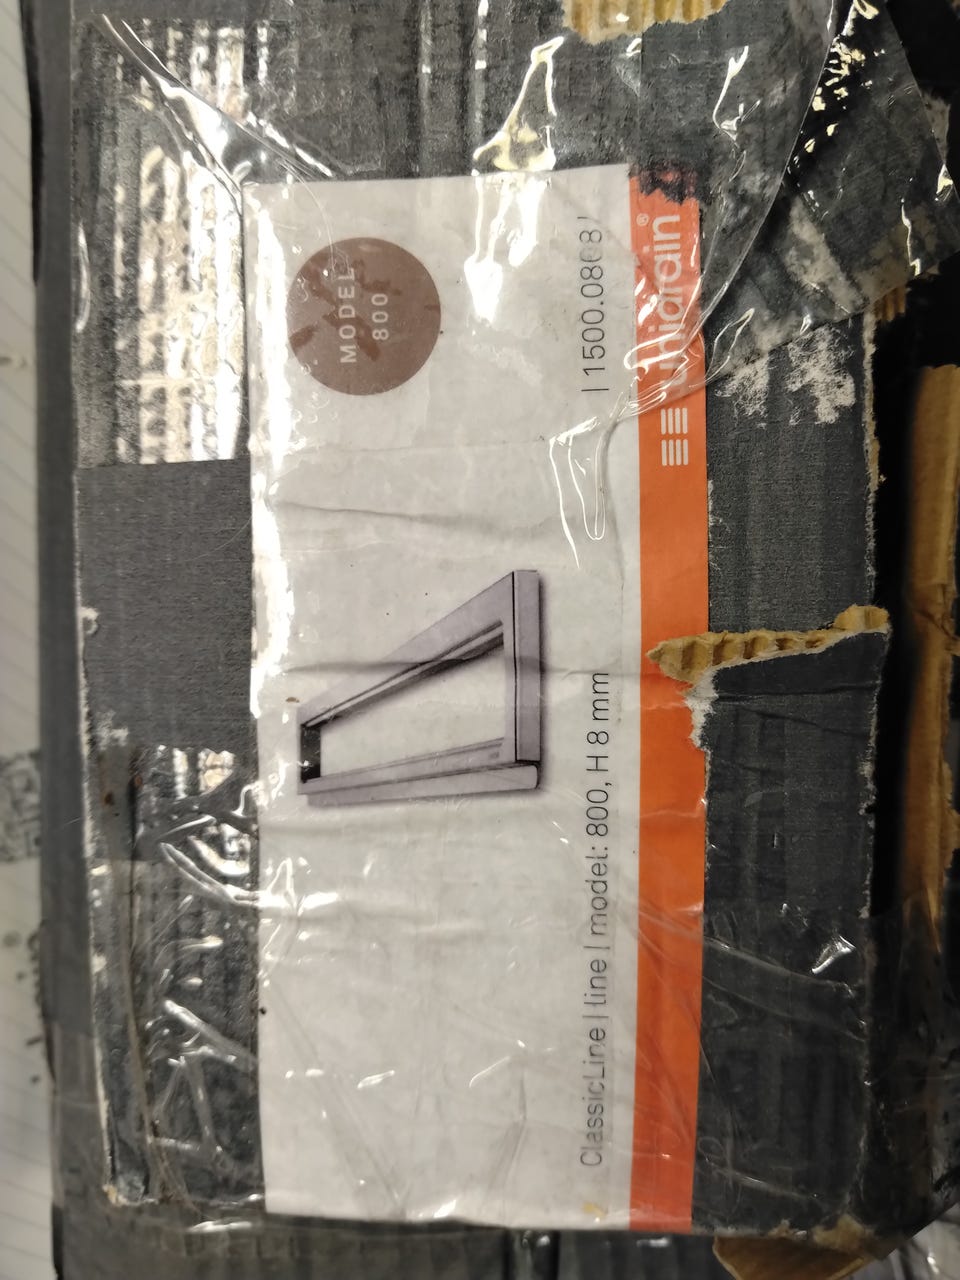 MODEL
800
ClassicLine | line | model: 800, H 8 mm | 1500.0808
unidrain®